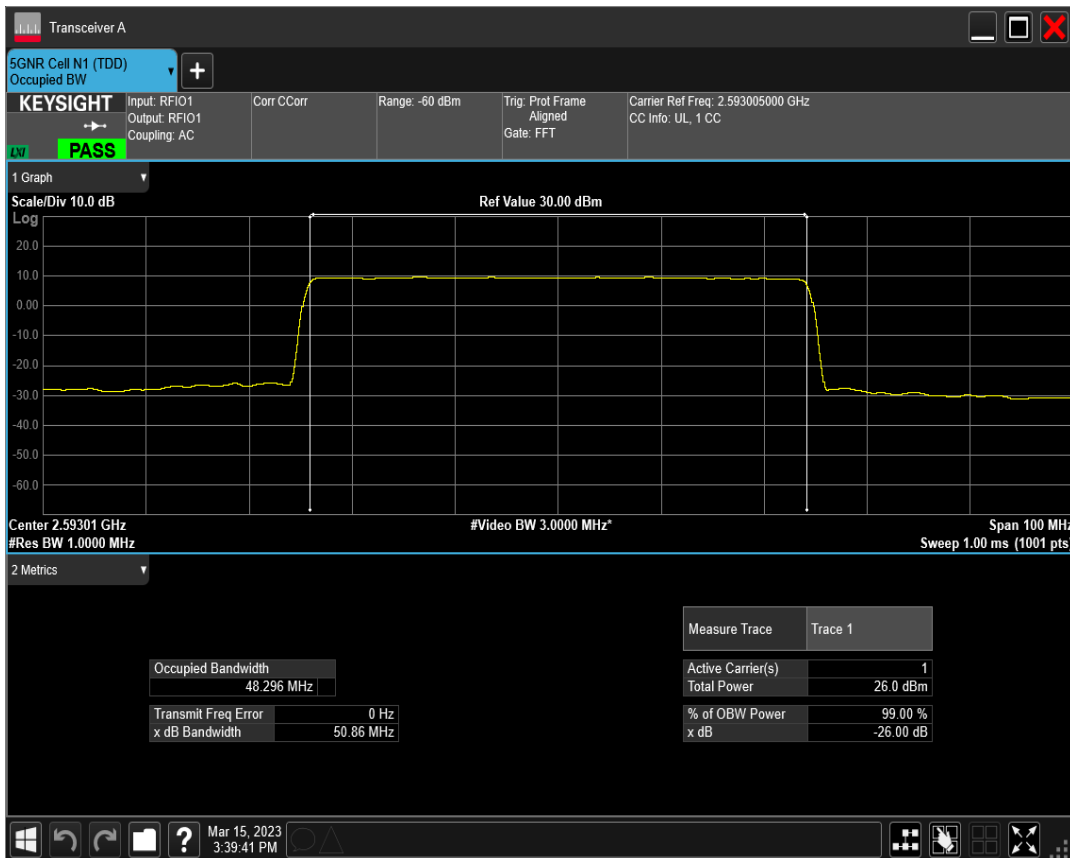 Transceiver A
5GNR Cell N1 (TDD)
Occupied BW
KEYSIGHT
LXI
PASS
Input: RFIO1
Output: RFIO1
Coupling: AC
Corr CCorr
Range: -60 dBm
Trig: Prot Frame
Aligned
Gate: FFT
Carrier Ref Freq: 2.593005000 GHz
CC Info: UL, 1 CC
1 Graph
Scale/Div 10.0 dB
Ref Value 30.00 dBm
Log
20.0
10.0
0.00
-10.0
-20.0
-30.0
-40.0
-50.0
-60.0
Center 2.59301 GHz
#Video BW 3.0000 MHz*
Span 100 MHz
#Res BW 1.0000 MHz
Sweep 1.00 ms (1001 pts)
2 Metrics
Measure Trace Trace 1
Occupied Bandwidth
48.296 MHz
Active Carrier(s) 1
Total Power 26.0 dBm
Transmit Freq Error 0 Hz
x dB Bandwidth 50.86 MHz
% of OBW Power 99.00 %
x dB -26.00 dB
Mar 15, 2023
3:39:41 PM